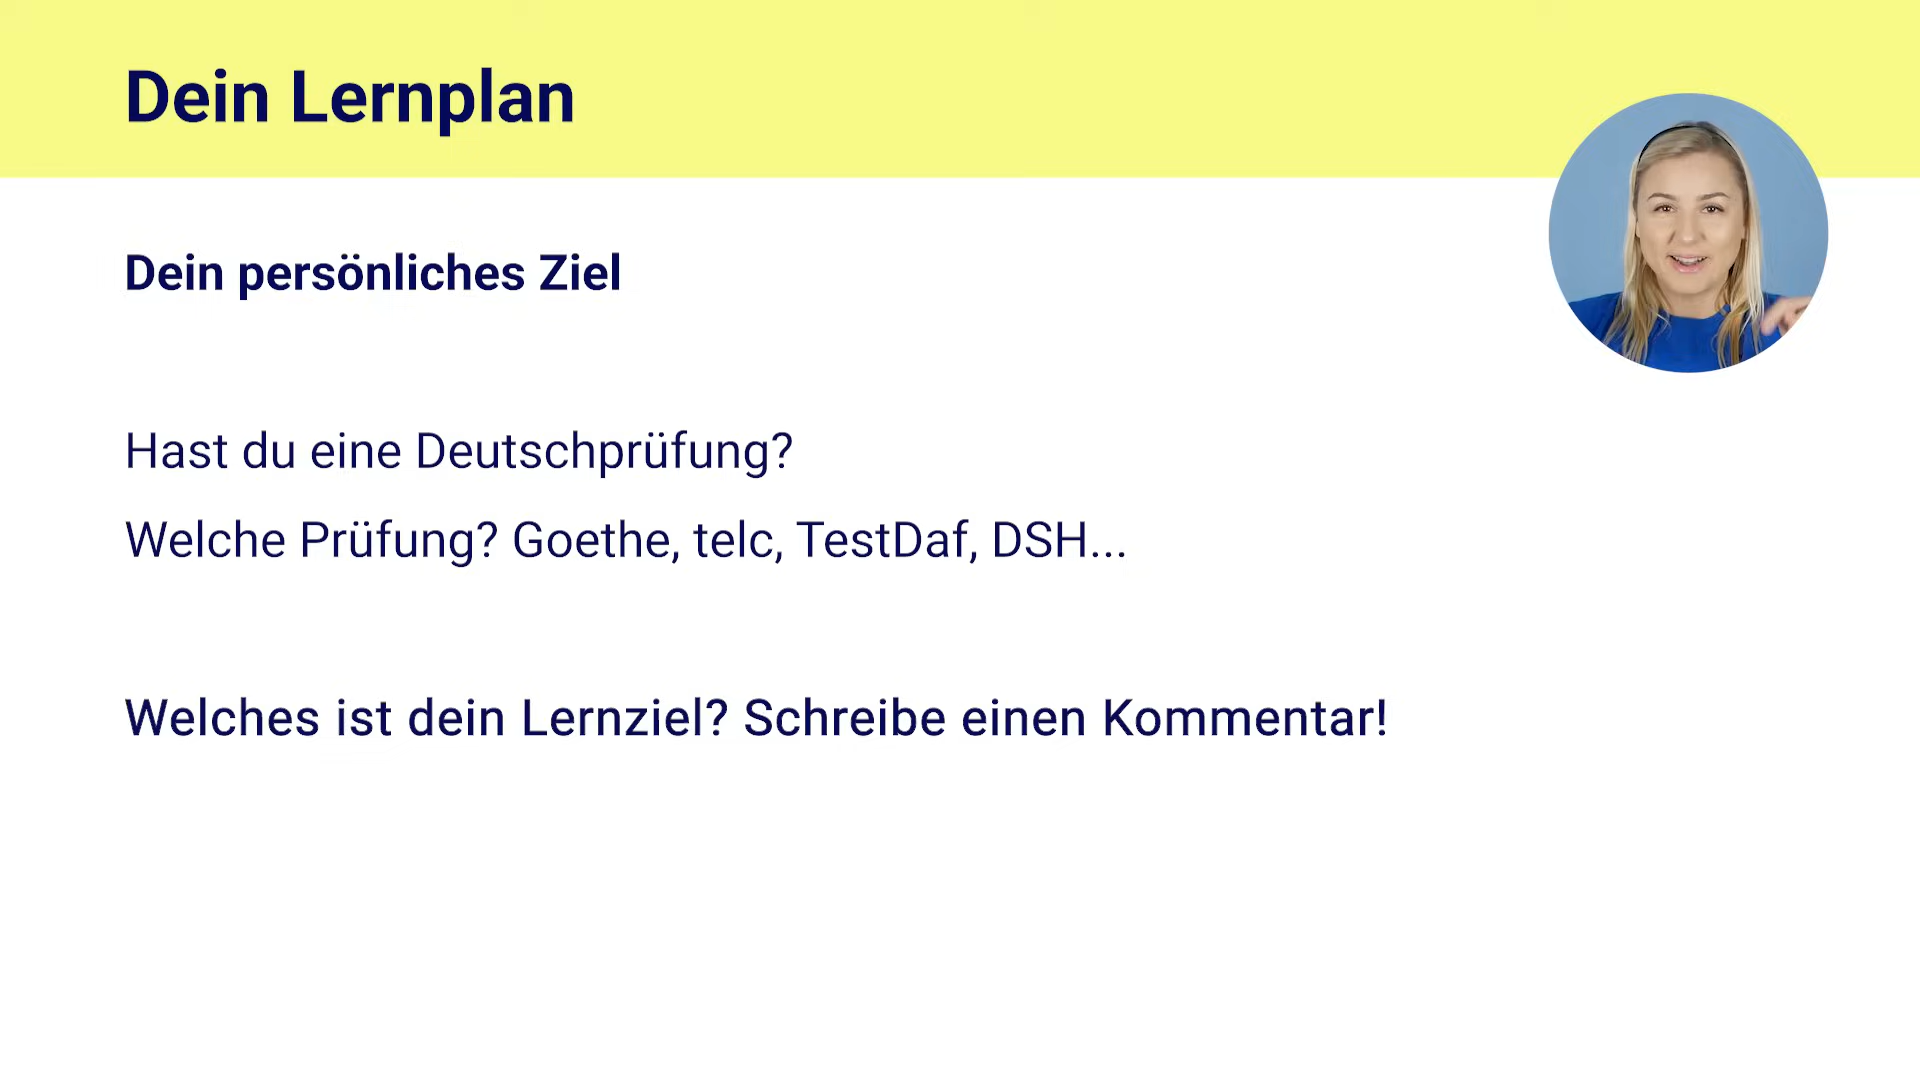 Dein Lernplan
Dein persönliches Ziel
Hast du eine Deutschprüfung?
Welche Prüfung? Goethe, telc, TestDaf, DSH...
Welches ist dein Lernziel? Schreibe einen Kommentar!